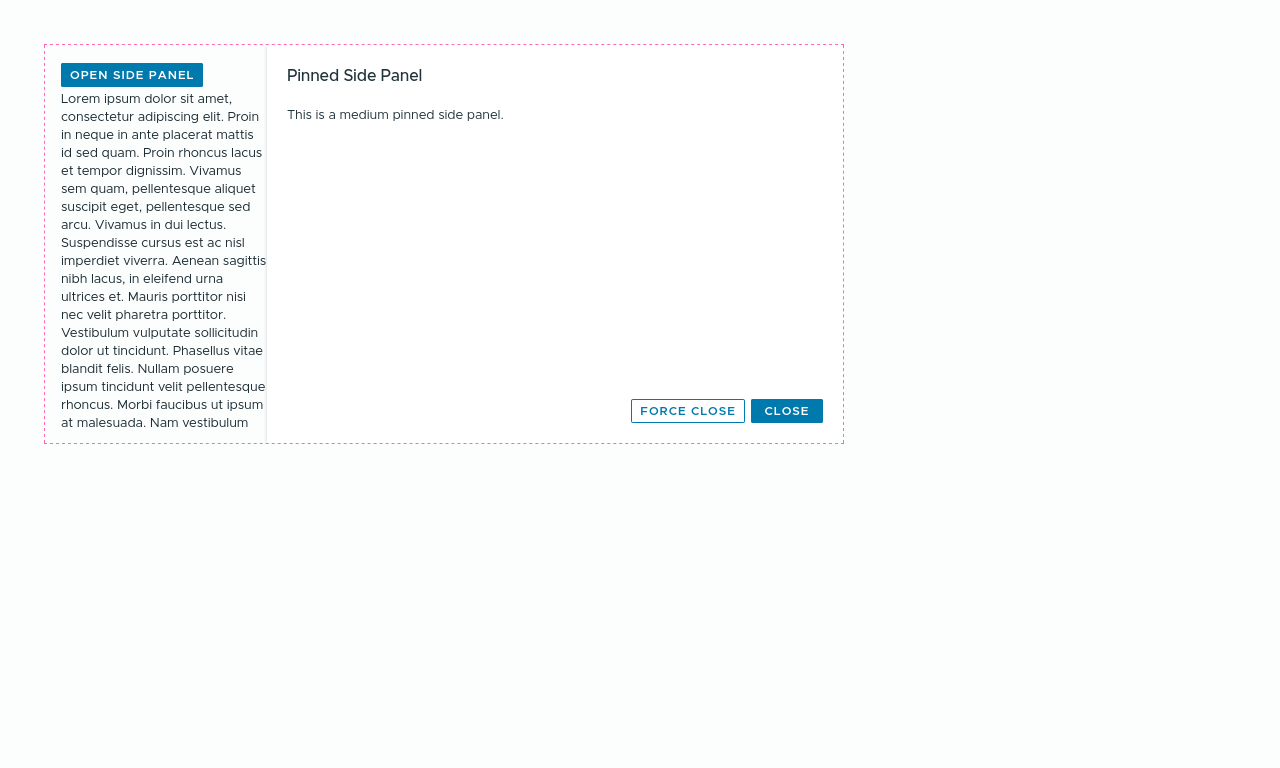 OPEN SIDE PANEL
Lorem ipsum dolor sit amet,
consectetur adipiscing elit. Proin
in neque in ante placerat mattis
id sed quam. Proin rhoncus lacus
et tempor dignissim. Vivamus
sem quam, pellentesque aliquet
suscipit eget, pellentesque sed
arcu. Vivamus in dui lectus.
Suspendisse cursus est ac nisl
imperdiet viverra. Aenean sagittis
nibh lacus, in eleifend urna
ultrices et. Mauris porttitor nisi
nec velit pharetra porttitor.
Vestibulum vulputate sollicitudin
dolor ut tincidunt. Phasellus vitae
blandit felis. Nullam posuere
ipsum tincidunt velit pellentesque
rhoncus. Morbi faucibus ut ipsum
at malesuada. Nam vestibulum
Pinned Side Panel
This is a medium pinned side panel.
FORCE CLOSE
CLOSE